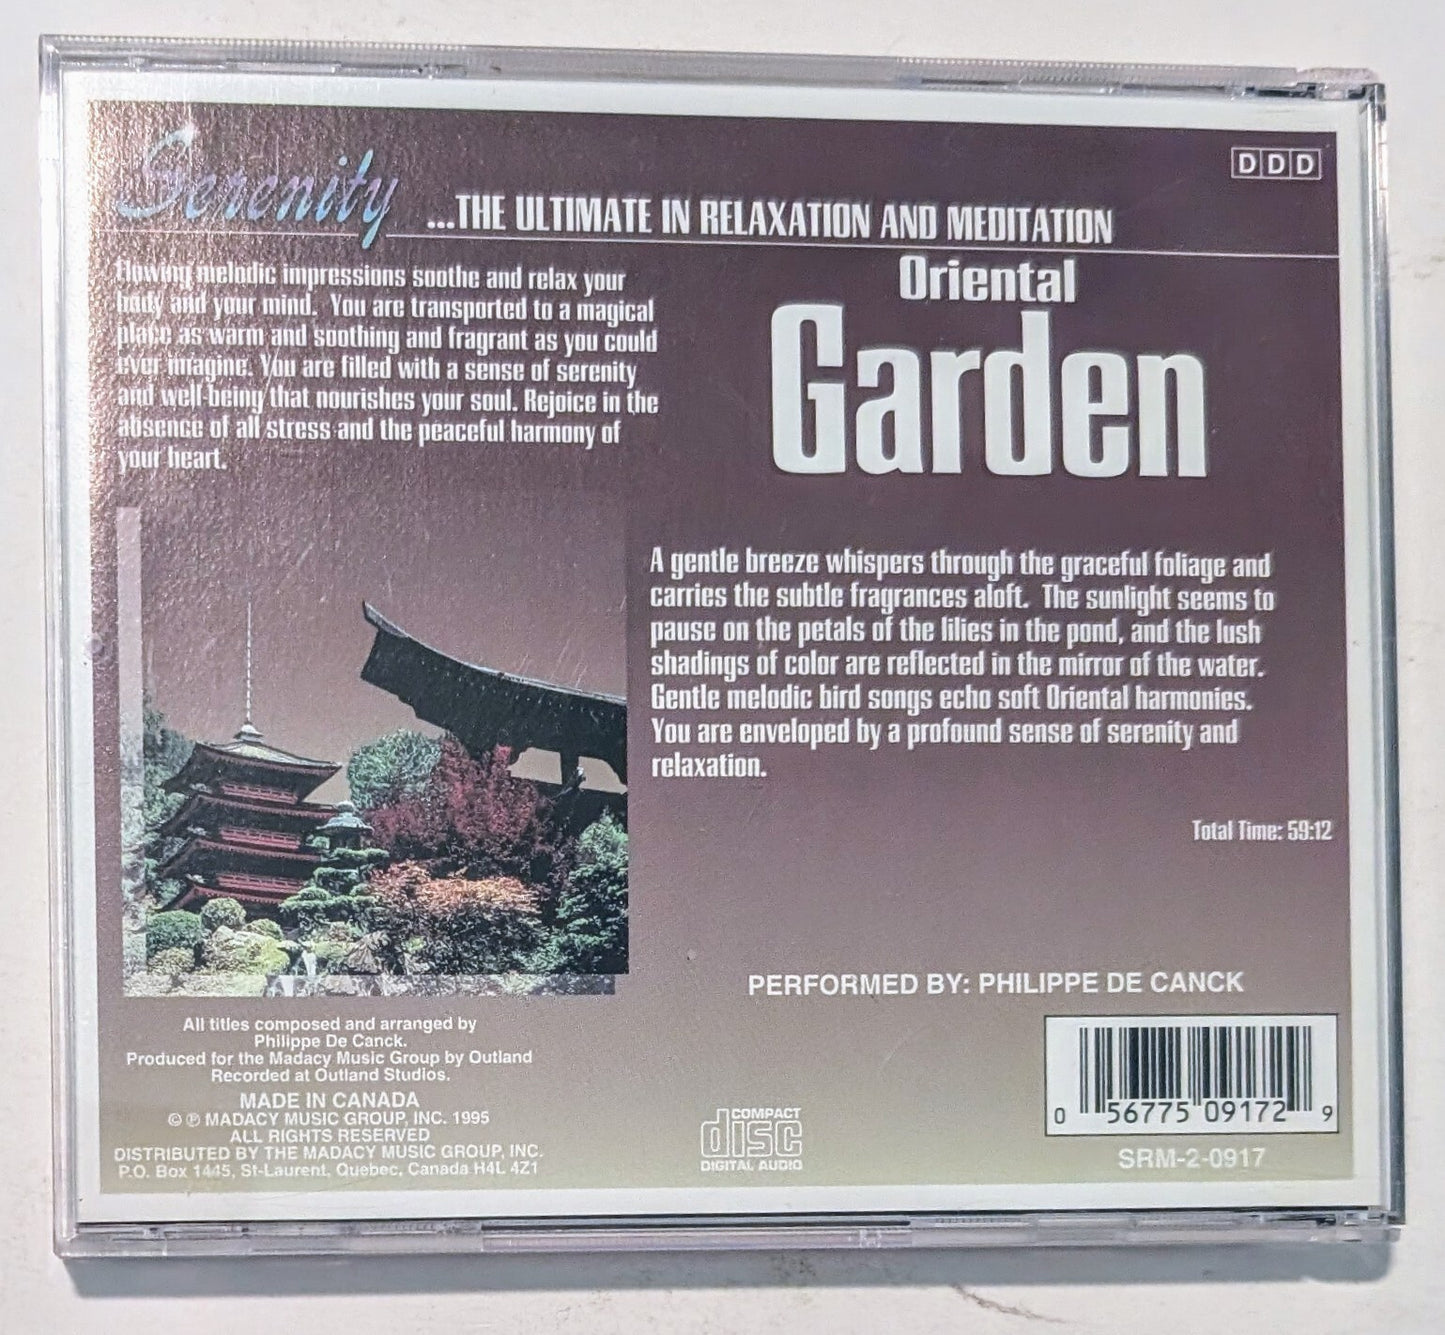 Serenity
...THE ULTIMATE IN RELAXATION AND MEDITATION
DDD
Flowing melodic impressions soothe and relax your
body and your mind. You are transported to a magical
place as warm and soothing and fragrant as you could
ever imagine. You are filled with a sense of serenity
and well-being that nourishes your soul. Rejoice in the
absence of all stress and the peaceful harmony of
your heart.
Oriental
Garden
A gentle breeze whispers through the graceful foliage and
carries the subtle fragrances aloft. The sunlight seems to
pause on the petals of the lilies in the pond, and the lush
shadings of color are reflected in the mirror of the water.
Gentle melodic bird songs echo soft Oriental harmonies.
You are enveloped by a profound sense of serenity and
relaxation.
Total Time: 59:12
PERFORMED BY: PHILIPPE DE CANCK
All titles composed and arranged by
Philippe De Canck.
Produced for the Madacy Music Group by Outland
Recorded at Outland Studios.
MADE IN CANADA
© ℗ MADACY MUSIC GROUP, INC. 1995
ALL RIGHTS RESERVED
DISTRIBUTED BY THE MADACY MUSIC GROUP, INC.
P.O. Box 1445, St-Laurent, Quebec, Canada H4L 4Z1
COMPACT
disc
DIGITAL AUDIO
0 56775 09172 9
SRM-2-0917